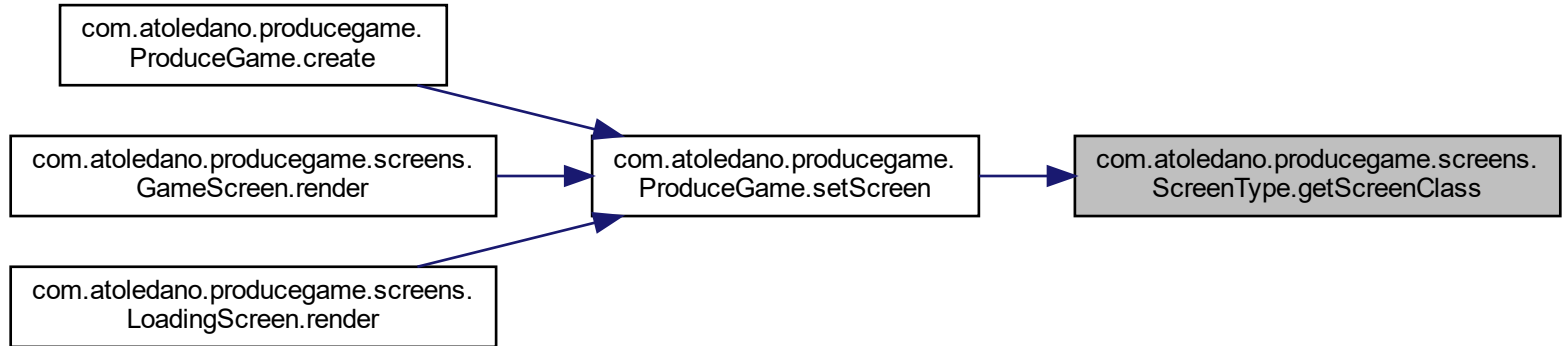 com.atoledano.producegame.
ProduceGame.create
com.atoledano.producegame.screens.
GameScreen.render
com.atoledano.producegame.screens.
LoadingScreen.render
com.atoledano.producegame.
ProduceGame.setScreen
com.atoledano.producegame.screens.
ScreenType.getScreenClass